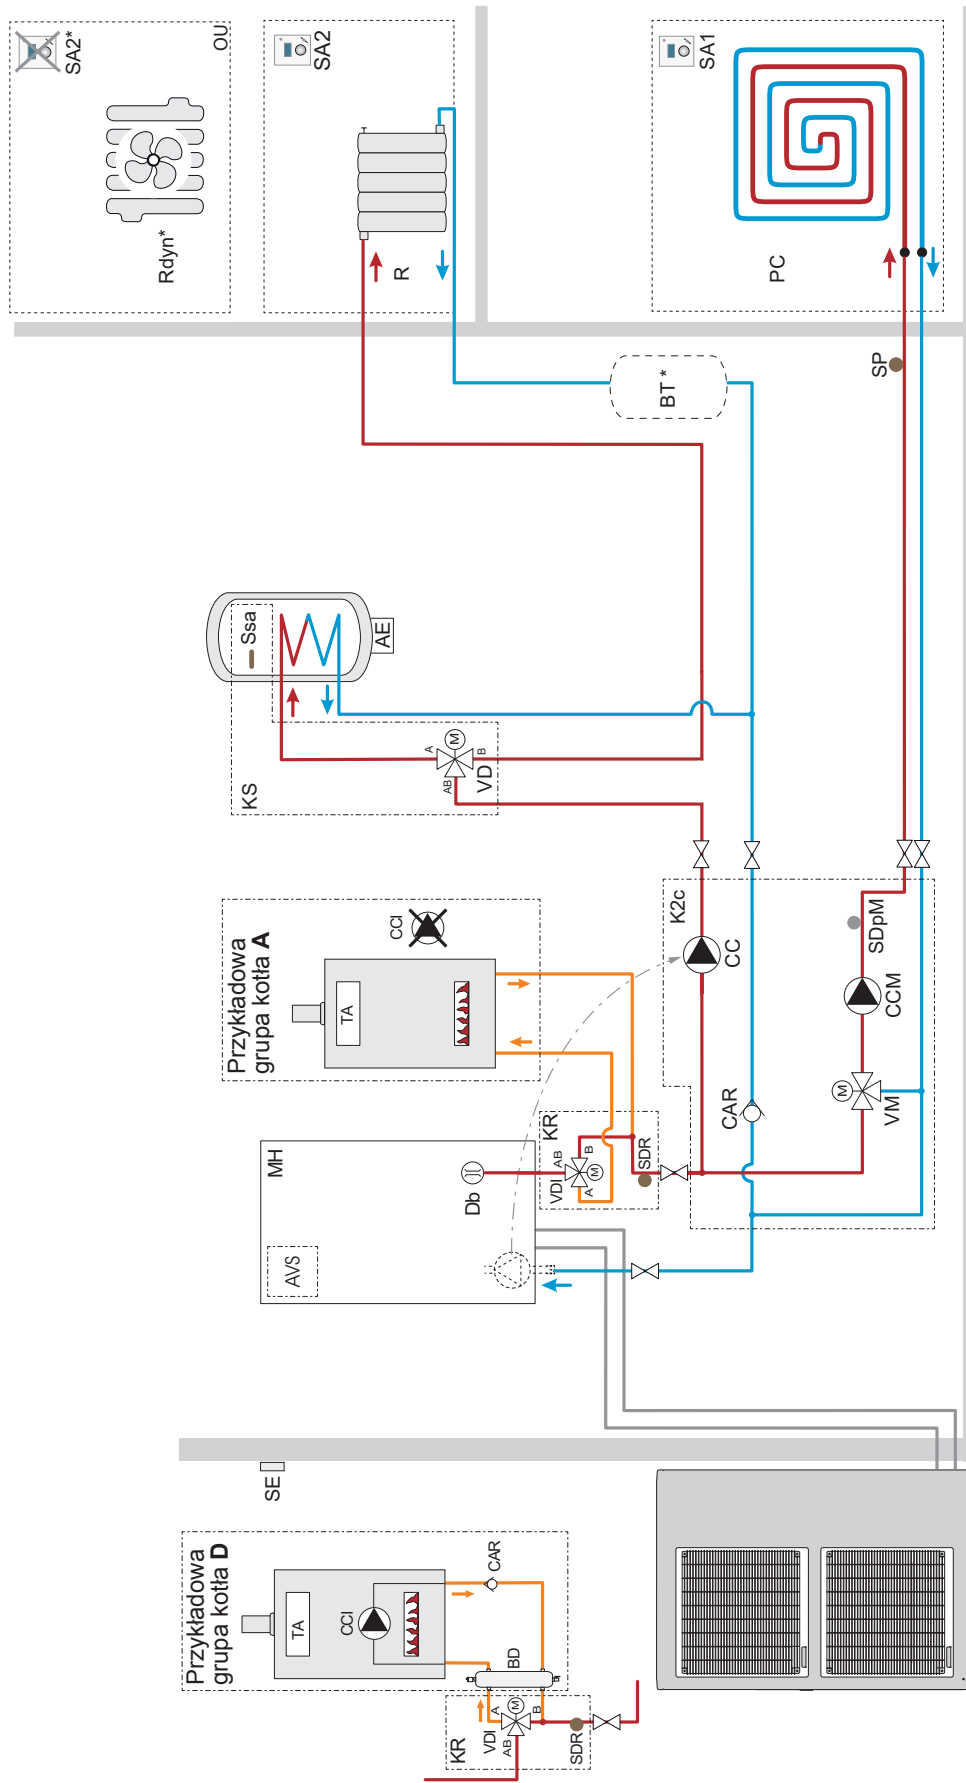 SA2*
OU
Rdyn*
SA2
R
SA1
PC
SP
BT *
Ssa
AE
KS
A
M
B
AB
VD
Przykładowa
grupa kotła A
CCI
TA
K2c
CC
SDpM
CCM
M
VM
CAR
MH
AVS
Db
KR
VDI
AB
B
A
M
SDR
SE
Przykładowa
grupa kotła D
TA
CCI
CAR
BD
KR
VDI
A
M
B
AB
SDR